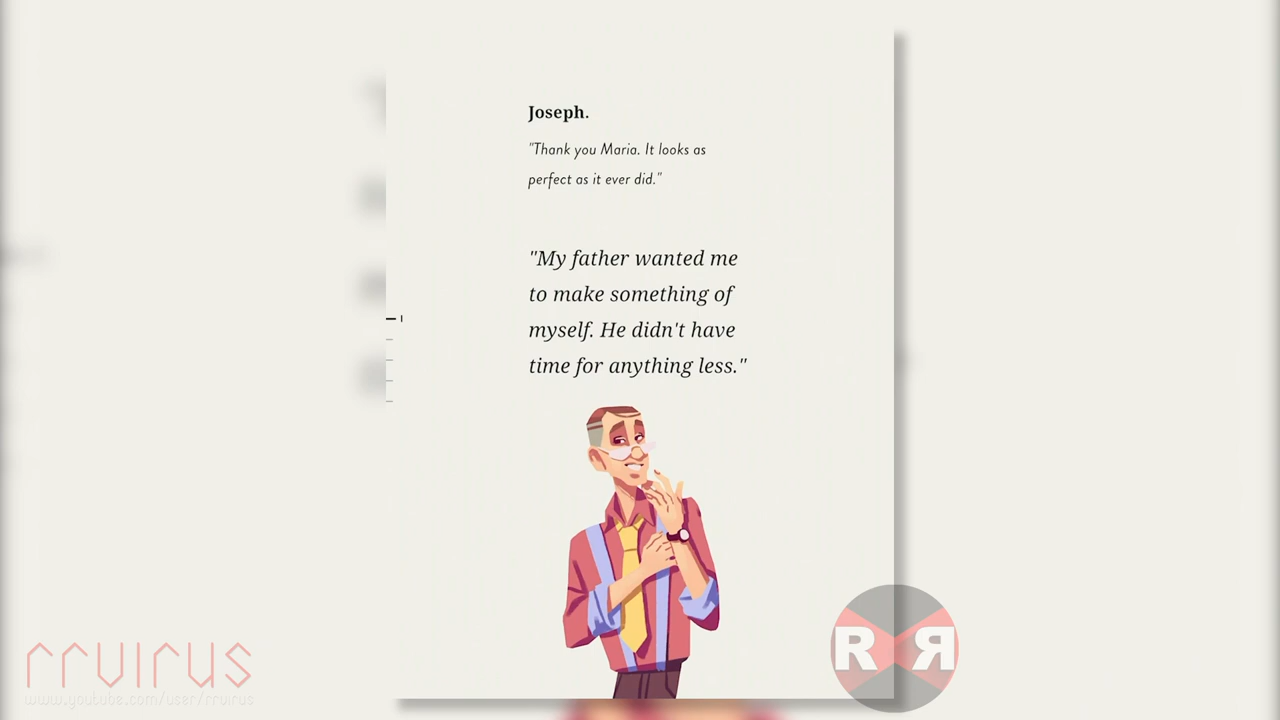 Joseph.
"Thank you Maria. It looks as
perfect as it ever did."
"My father wanted me
to make something of
myself. He didn't have
time for anything less."
rrvirus
www.youtube.com/user/rrvirus
RЯ